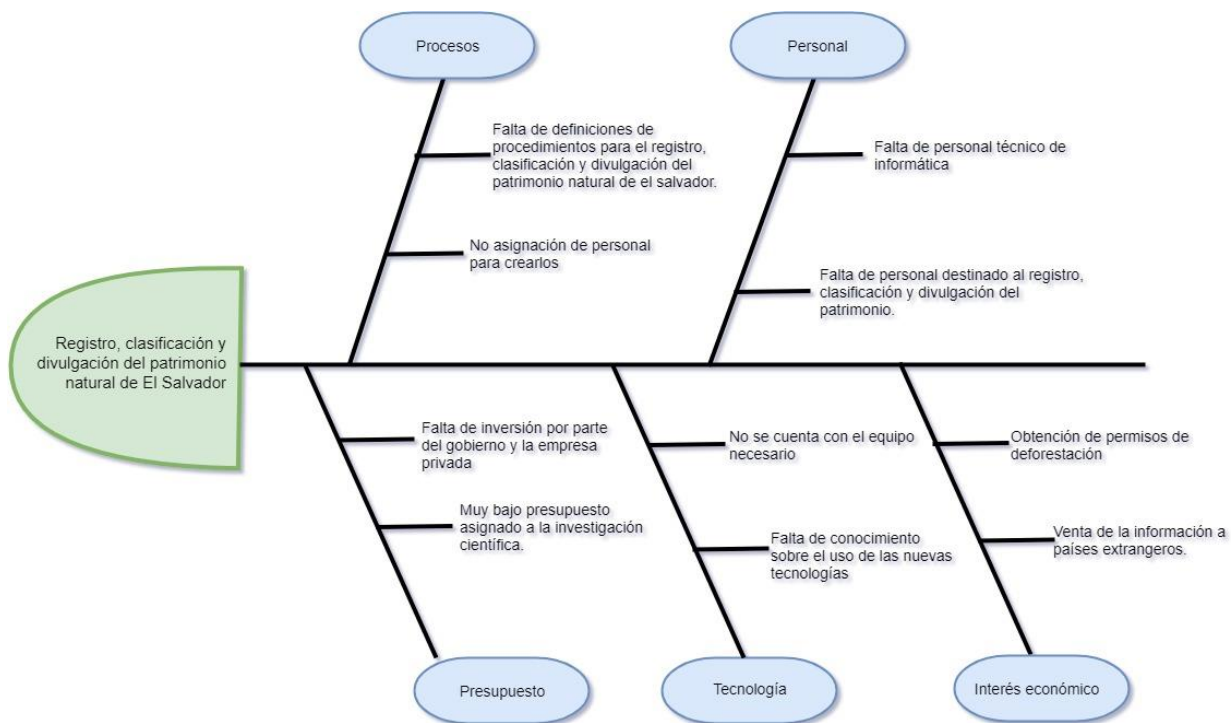 Procesos
Personal
Falta de definiciones de
procedimientos para el registro,
clasificación y divulgación del
patrimonio natural de el salvador.
Falta de personal técnico de
informática
No asignación de personal
para crearlos
Falta de personal destinado al registro,
clasificación y divulgación del
patrimonio.
Registro, clasificación y
divulgación del patrimonio
natural de El Salvador
Falta de inversión por parte
del gobierno y la empresa
privada
No se cuenta con el equipo
necesario
Obtención de permisos de
deforestación
Muy bajo presupuesto
asignado a la investigación
científica.
Falta de conocimiento
sobre el uso de las nuevas
tecnologías
Venta de la información a
países extrangeros.
Presupuesto
Tecnología
Interés económico